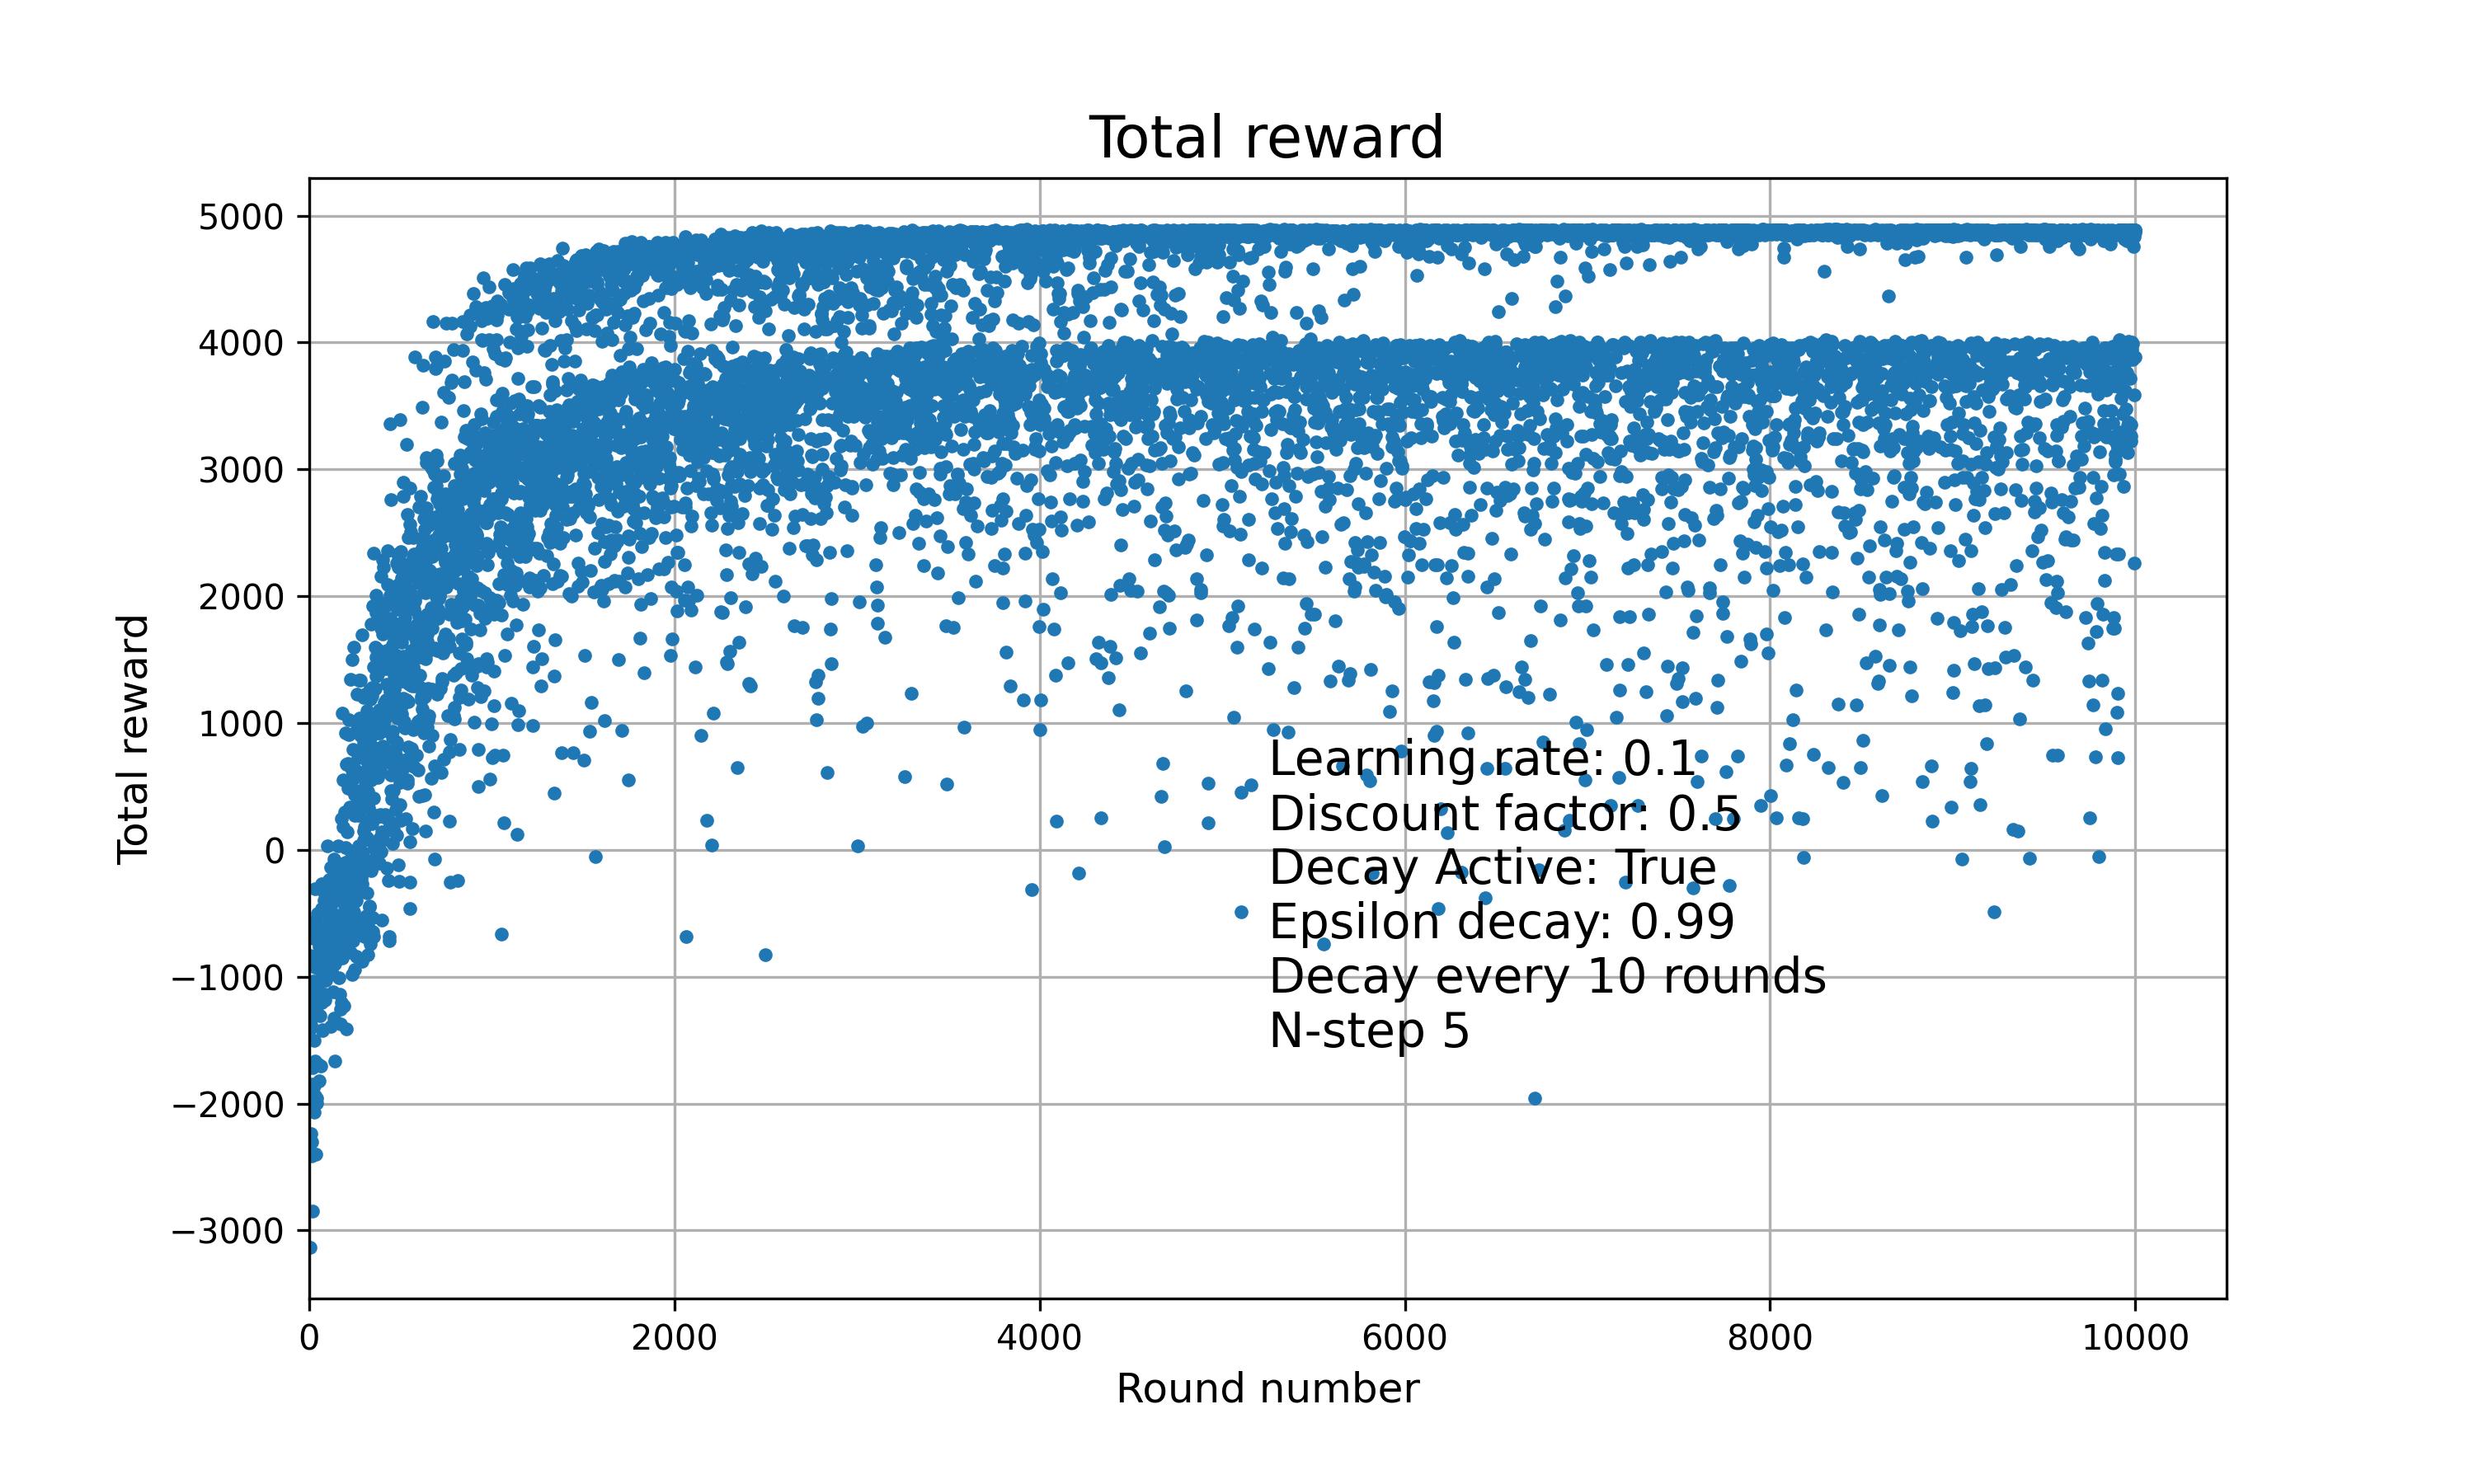 Total reward
5000
4000
3000
2000
1000
0
−1000
−2000
−3000
Total reward
Learning rate: 0.1
Discount factor: 0.5
Decay Active: True
Epsilon decay: 0.99
Decay every 10 rounds
N-step 5
0 2000 4000 6000 8000 10000
Round number